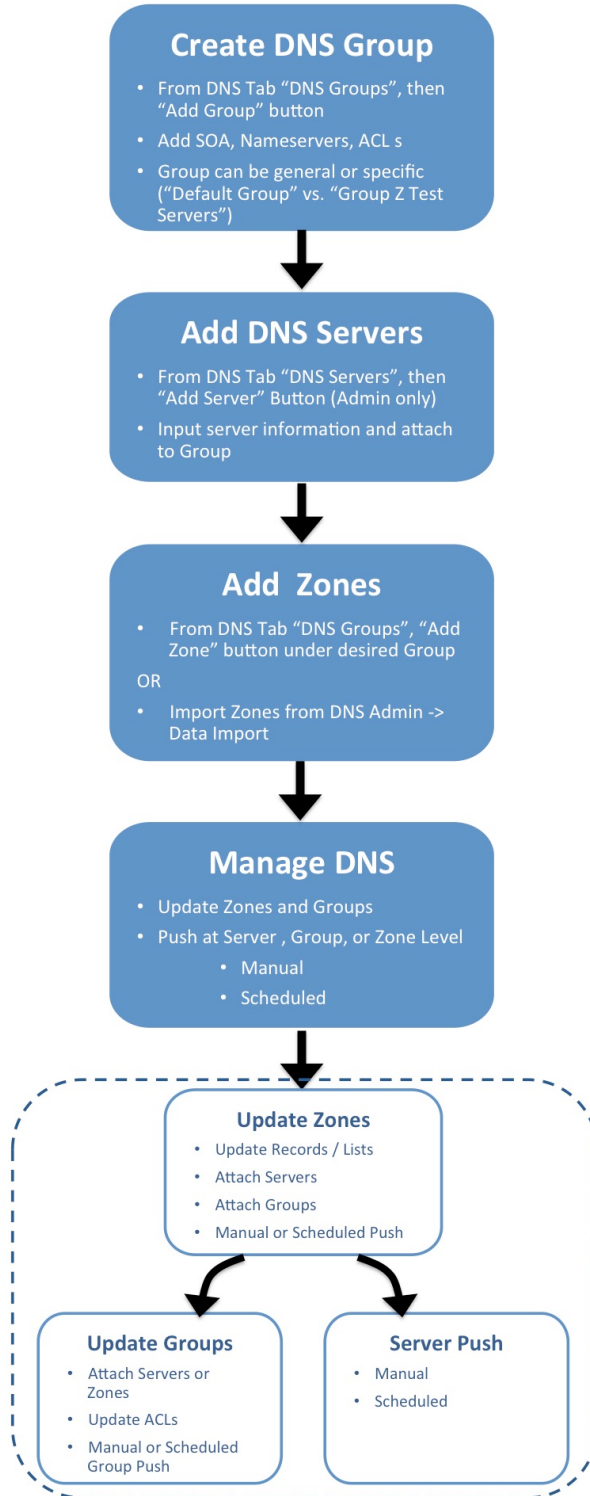 Create DNS Group
• From DNS Tab “DNS Groups”, then
“Add Group” button
• Add SOA, Nameservers, ACL s
• Group can be general or specific
(“Default Group” vs. “Group Z Test
Servers”)
Add DNS Servers
• From DNS Tab “DNS Servers”, then
“Add Server” Button (Admin only)
• Input server information and attach
to Group
Add  Zones
• From DNS Tab “DNS Groups”, “Add
Zone” button under desired Group
OR
• Import Zones from DNS Admin ->
Data Import
Manage DNS
• Update Zones and Groups
• Push at Server , Group, or Zone Level
• Manual
• Scheduled
Update Zones
• Update Records / Lists
• Attach Servers
• Attach Groups
• Manual or Scheduled Push
Update Groups
• Attach Servers or
Zones
• Update ACLs
• Manual or Scheduled
Group Push
Server Push
• Manual
• Scheduled